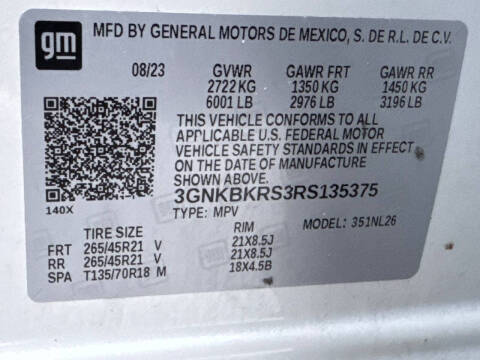 gm
MFD BY GENERAL MOTORS DE MEXICO, S. DE R.L. DE C.V.
08/23 GVWR GAWR FRT GAWR RR
2722 KG 1350 KG 1450 KG
6001 LB 2976 LB 3196 LB
THIS VEHICLE CONFORMS TO ALL
APPLICABLE U.S. FEDERAL MOTOR
VEHICLE SAFETY STANDARDS IN EFFECT
ON THE DATE OF MANUFACTURE
SHOWN ABOVE.
3GNKBKRS3RS135375
140X
TYPE: MPV MODEL: 351NL26
TIRE SIZE RIM
FRT 265/45R21 V 21X8.5J
RR 265/45R21 V 21X8.5J
SPA T135/70R18 M 18X4.5B